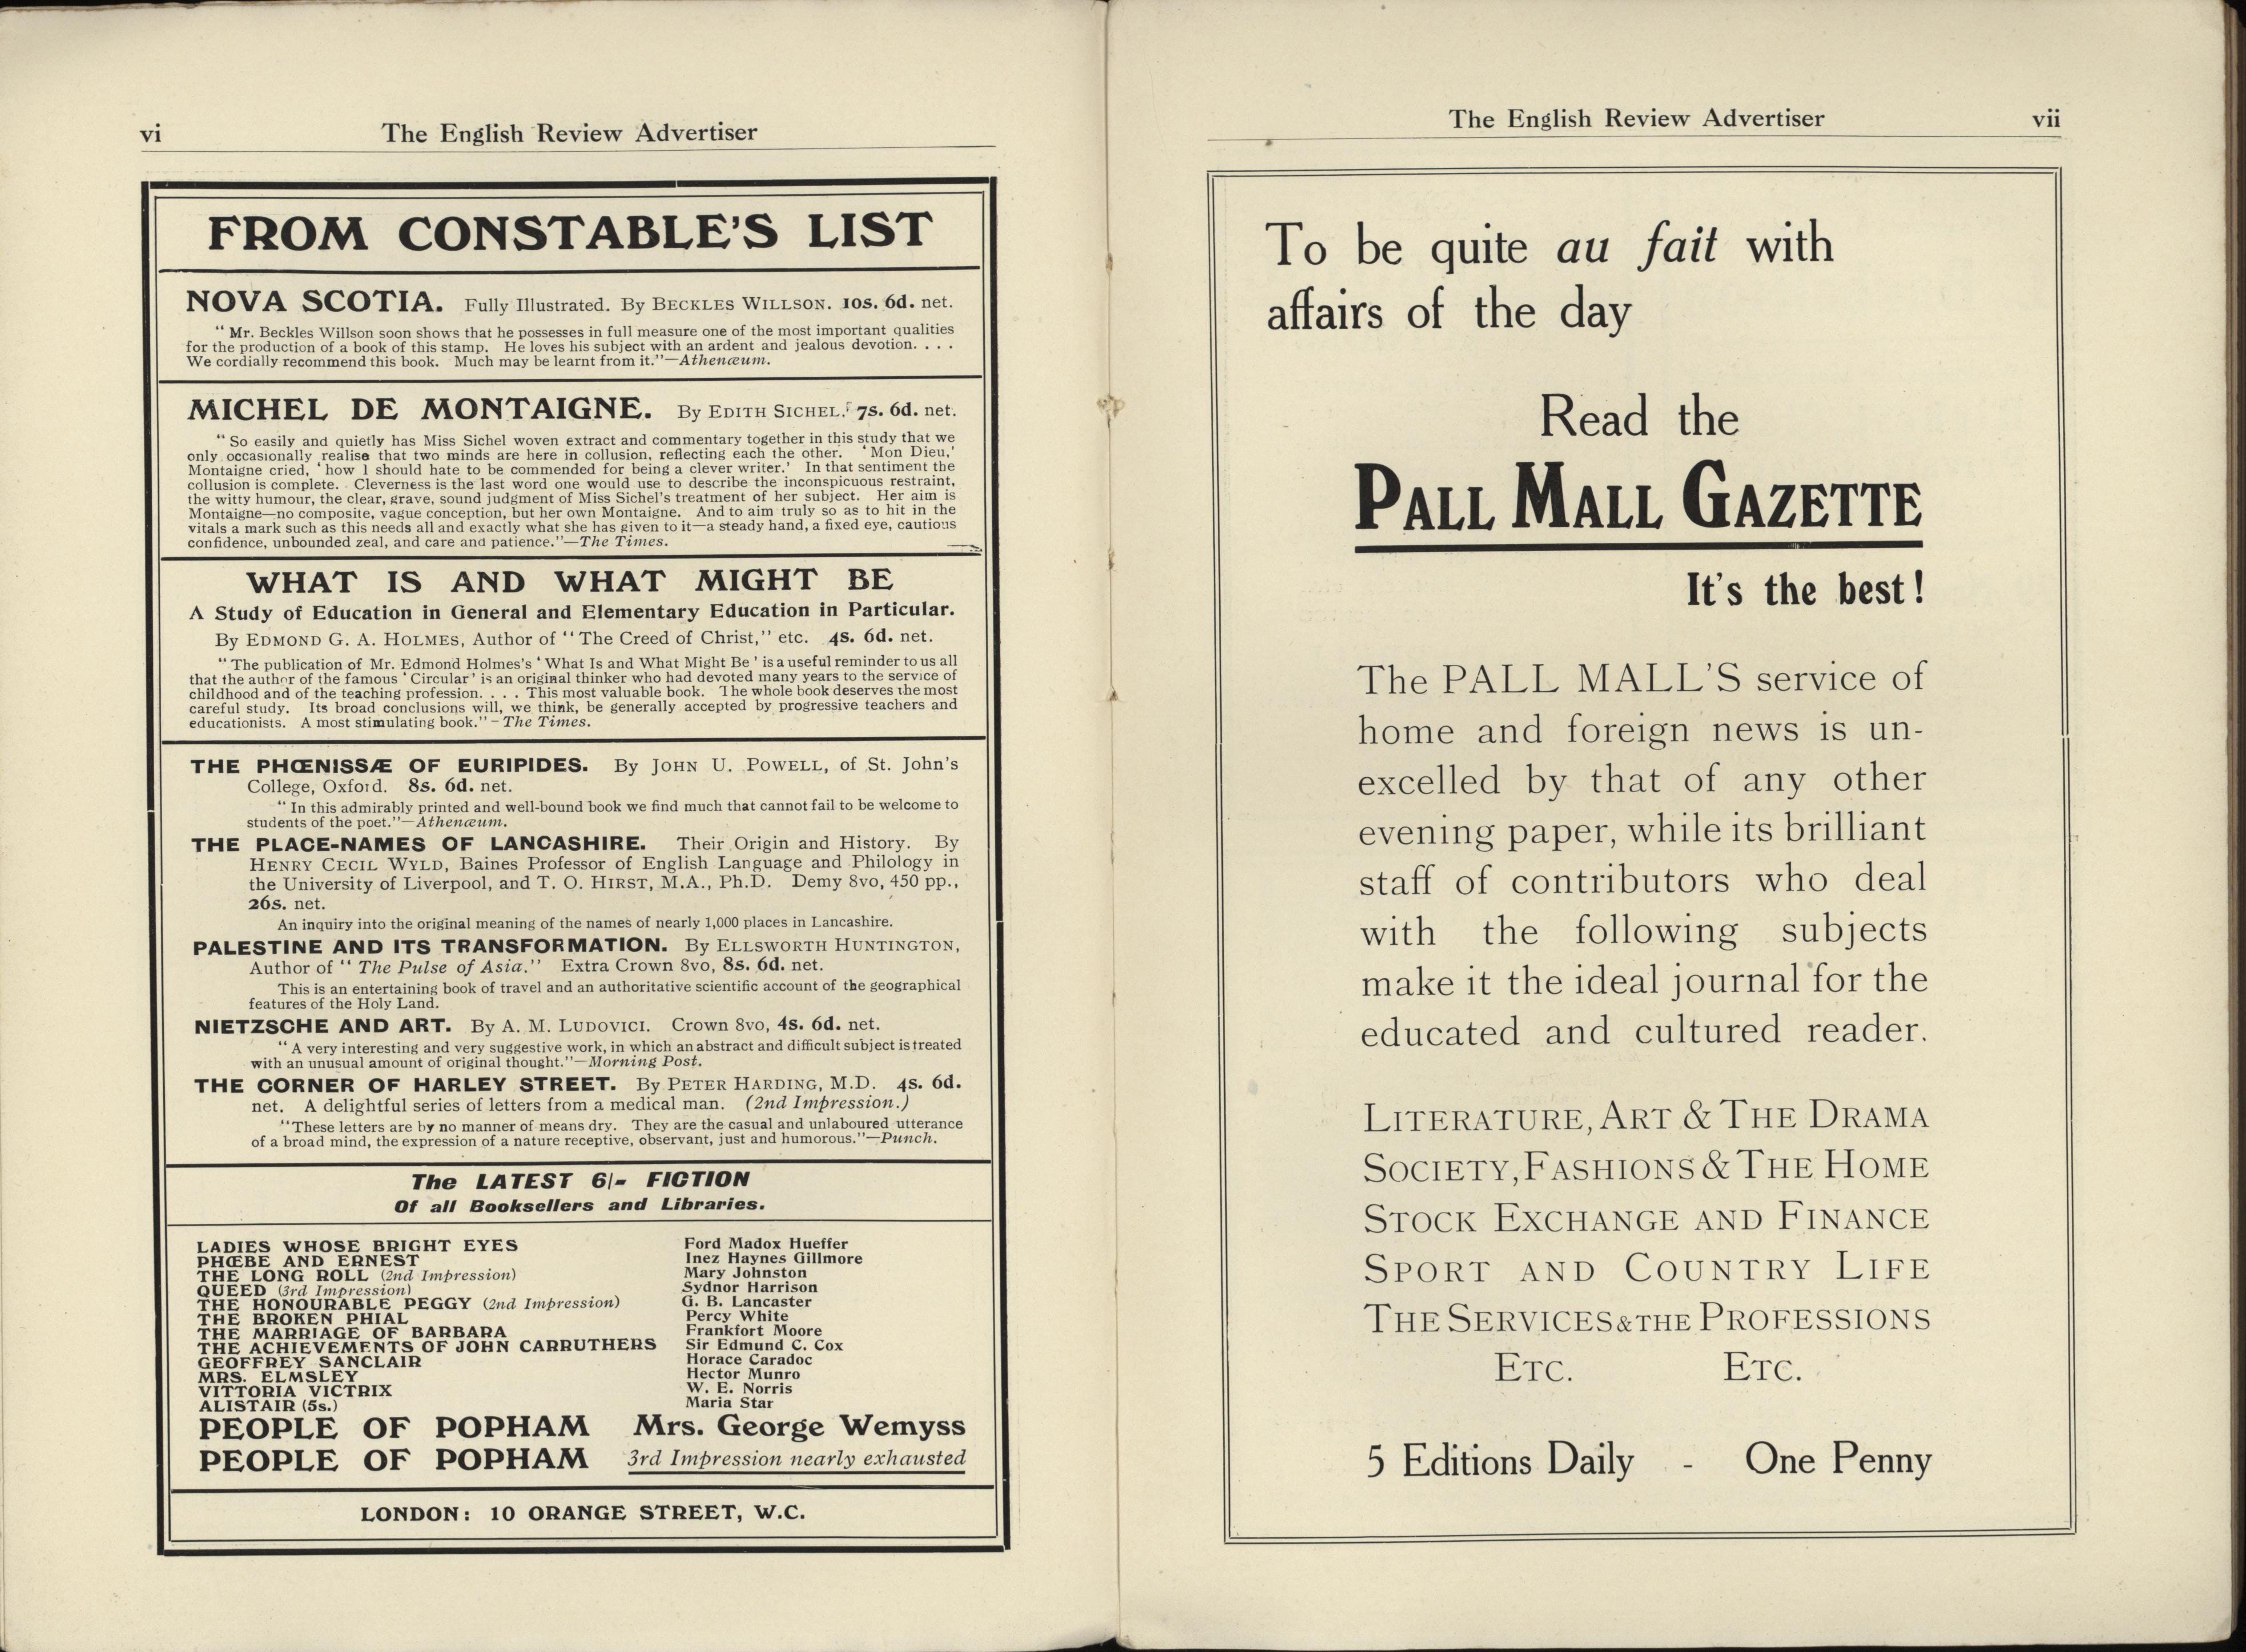 vi The English Review Advertiser
FROM CONSTABLE'S LIST
NOVA SCOTIA. Fully Illustrated. By BECKLES WILLSON. 10s. 6d. net.
"Mr. Beckles Willson soon shows that he possesses in full measure one of the most important qualities
for the production of a book of this stamp. He loves his subject with an ardent and jealous devotion. . . .
We cordially recommend this book. Much may be learnt from it."—Athenæum.
MICHEL DE MONTAIGNE. By EDITH SICHEL. 7s. 6d. net.
"So easily and quietly has Miss Sichel woven extract and commentary together in this study that we
only occasionally realise that two minds are here in collusion, reflecting each the other. 'Mon Dieu,'
Montaigne cried, 'how I should hate to be commended for being a clever writer.' In that sentiment the
collusion is complete. Cleverness is the last word one would use to describe the inconspicuous restraint,
the witty humour, the clear, grave, sound judgment of Miss Sichel's treatment of her subject. Her aim is
Montaigne—no composite, vague conception, but her own Montaigne. And to aim truly so as to hit in the
vitals a mark such as this needs all and exactly what she has given to it—a steady hand, a fixed eye, cautious
confidence, unbounded zeal, and care and patience."—The Times.
WHAT IS AND WHAT MIGHT BE
A Study of Education in General and Elementary Education in Particular.
By EDMOND G. A. HOLMES, Author of "The Creed of Christ," etc. 4s. 6d. net.
"The publication of Mr. Edmond Holmes's 'What Is and What Might Be' is a useful reminder to us all
that the author of the famous 'Circular' is an original thinker who had devoted many years to the service of
childhood and of the teaching profession. . . . This most valuable book. The whole book deserves the most
careful study. Its broad conclusions will, we think, be generally accepted by progressive teachers and
educationists. A most stimulating book."—The Times.
THE PHŒNISSÆ OF EURIPIDES. By JOHN U. POWELL, of St. John's
College, Oxford. 8s. 6d. net.
"In this admirably printed and well-bound book we find much that cannot fail to be welcome to
students of the poet."—Athenæum.
THE PLACE-NAMES OF LANCASHIRE. Their Origin and History. By
HENRY CECIL WYLD, Baines Professor of English Language and Philology in
the University of Liverpool, and T. O. HIRST, M.A., Ph.D. Demy 8vo, 450 pp.,
26s. net.
An inquiry into the original meaning of the names of nearly 1,000 places in Lancashire.
PALESTINE AND ITS TRANSFORMATION. By ELLSWORTH HUNTINGTON,
Author of "The Pulse of Asia." Extra Crown 8vo, 8s. 6d. net.
This is an entertaining book of travel and an authoritative scientific account of the geographical
features of the Holy Land.
NIETZSCHE AND ART. By A. M. LUDOVICI. Crown 8vo, 4s. 6d. net.
"A very interesting and very suggestive work, in which an abstract and difficult subject is treated
with an unusual amount of original thought."—Morning Post.
THE CORNER OF HARLEY STREET. By PETER HARDING, M.D. 4s. 6d.
net. A delightful series of letters from a medical man. (2nd Impression.)
"These letters are by no manner of means dry. They are the casual and unlaboured utterance
of a broad mind, the expression of a nature receptive, observant, just and humorous."—Punch.
The LATEST 6/- FICTION
Of all Booksellers and Libraries.
LADIES WHOSE BRIGHT EYES Ford Madox Hueffer
PHŒBE AND ERNEST Inez Haynes Gillmore
THE LONG ROLL (2nd Impression) Mary Johnston
QUEED (3rd Impression) Sydnor Harrison
THE HONOURABLE PEGGY (2nd Impression) G. B. Lancaster
THE BROKEN PHIAL Percy White
THE MARRIAGE OF BARBARA Frankfort Moore
THE ACHIEVEMENTS OF JOHN CARRUTHERS Sir Edmund C. Cox
GEOFFREY SANCLAIR Horace Caradoc
MRS. ELMSLEY Hector Munro
VITTORIA VICTRIX W. E. Norris
ALISTAIR (5s.) Maria Star
PEOPLE OF POPHAM Mrs. George Wemyss
PEOPLE OF POPHAM 3rd Impression nearly exhausted
LONDON: 10 ORANGE STREET, W.C.
The English Review Advertiser vii
To be quite au fait with
affairs of the day
Read the
PALL MALL GAZETTE
It's the best!
The PALL MALL'S service of
home and foreign news is un-
excelled by that of any other
evening paper, while its brilliant
staff of contributors who deal
with the following subjects
make it the ideal journal for the
educated and cultured reader.
LITERATURE, ART & THE DRAMA
SOCIETY, FASHIONS & THE HOME
STOCK EXCHANGE AND FINANCE
SPORT AND COUNTRY LIFE
THE SERVICES & THE PROFESSIONS
ETC. ETC.
5 Editions Daily - One Penny